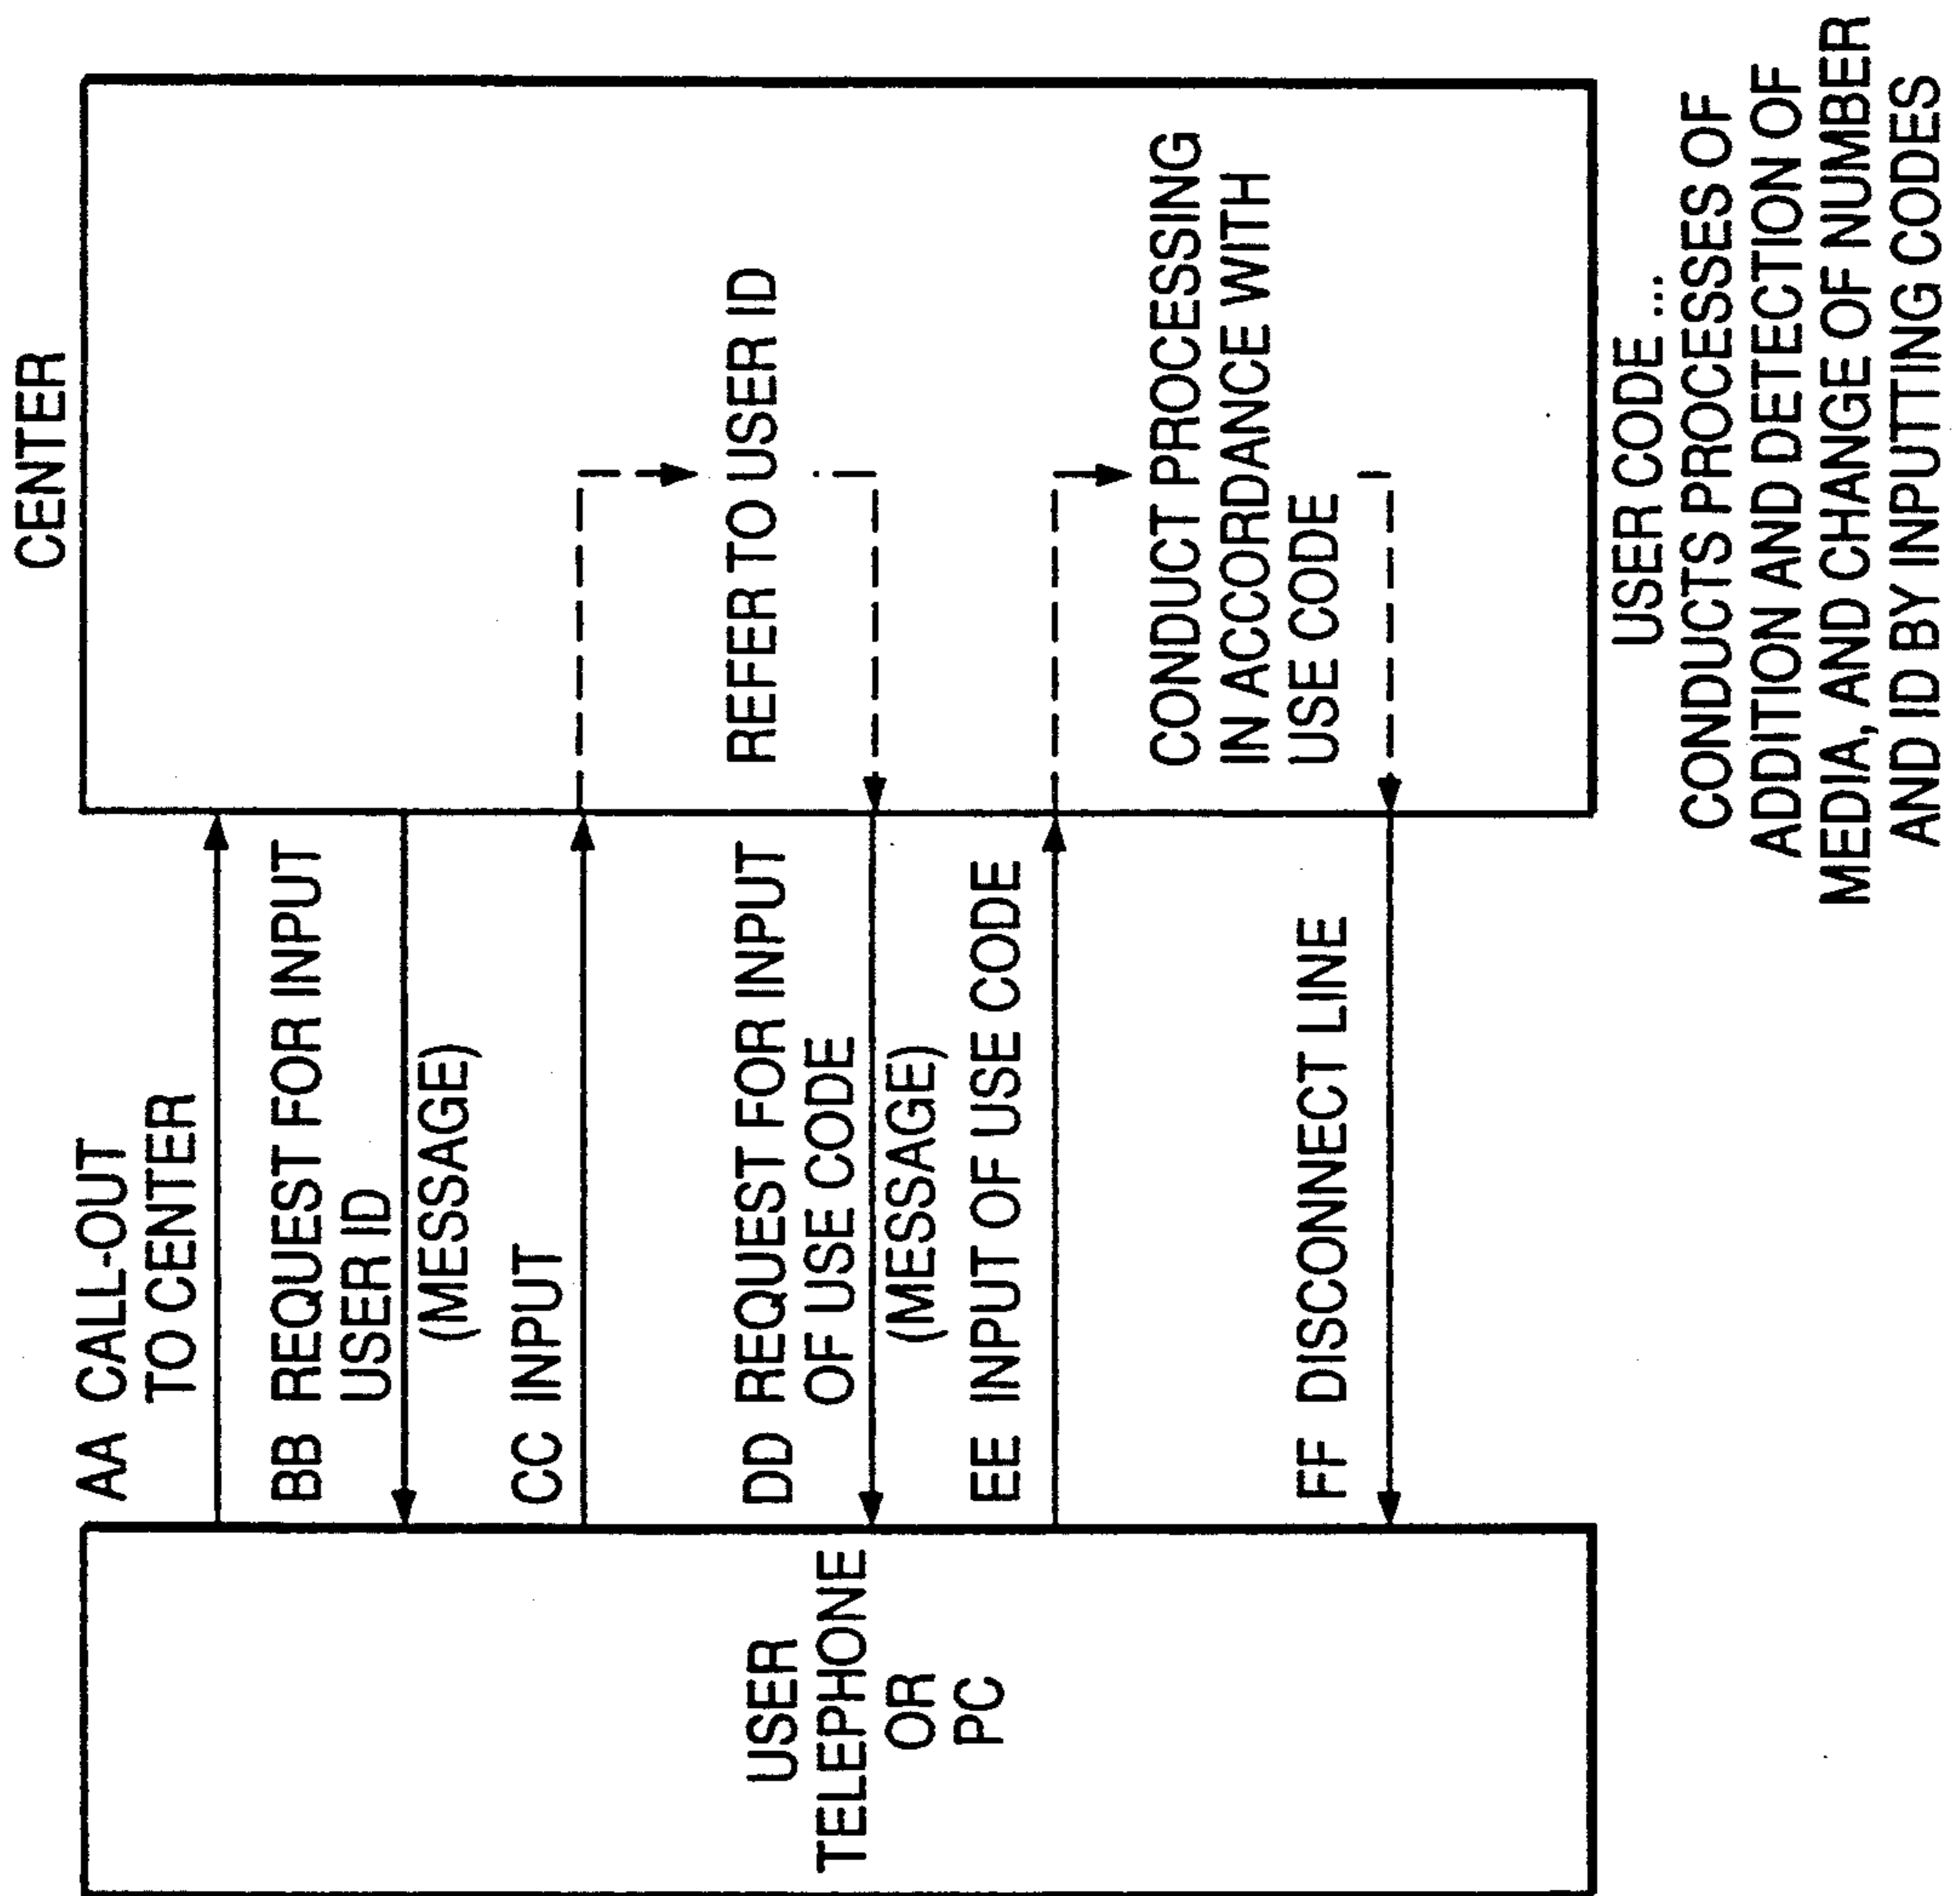 CENTER
AA CALL-OUT
TO CENTER
BB REQUEST FOR INPUT
USER ID
(MESSAGE)
CC INPUT
REFER TO USER ID
DD REQUEST FOR INPUT
OF USE CODE
(MESSAGE)
EE INPUT OF USE CODE
CONDUCT PROCESSING
IN ACCORDANCE WITH
USE CODE
FF DISCONNECT LINE
USER
TELEPHONE
OR
PC
USER CODE ...
CONDUCTS PROCESSES OF
ADDITION AND DETECTION OF
MEDIA, AND CHANGE OF NUMBER
AND ID BY INPUTTING CODES